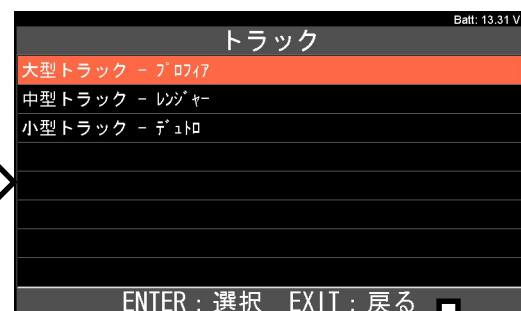 Batt: 13.31 V
トラック
大型トラック - ﾌﾟﾛﾌｨｱ
中型トラック - ﾚﾝｼﾞｬｰ
小型トラック - ﾃﾞｭﾄﾛ
ENTER：選択　EXIT：戻る